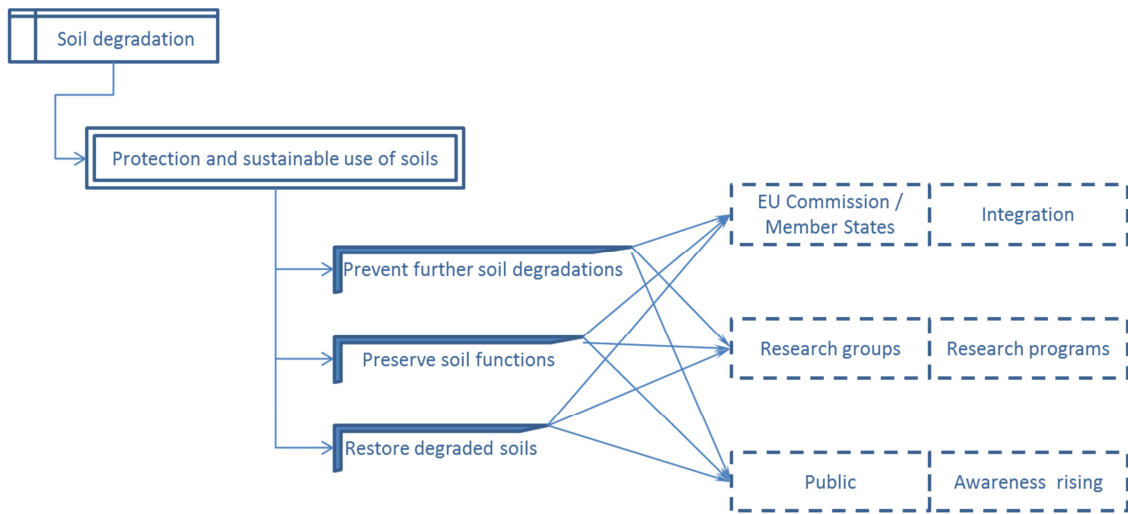 Soil degradation
Protection and sustainable use of soils
Prevent further soil degradations
Preserve soil functions
Restore degraded soils
EU Commission /
Member States
Integration
Research groups
Research programs
Public
Awareness rising